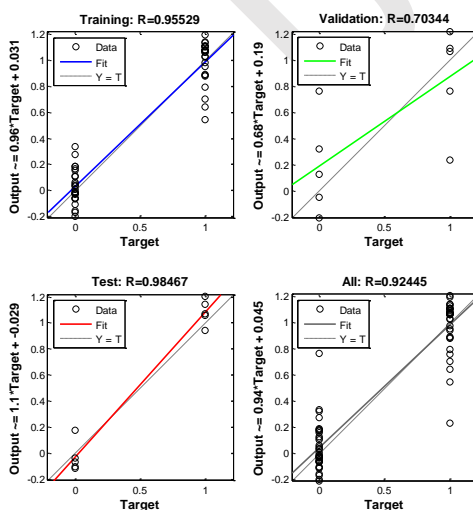 Training: R=0.95529
Output ~= 0.96*Target + 0.031
1.2
1
0.8
0.6
0.4
0.2
0
-0.2
Data
Fit
Y = T
0
0.5
1
Target
Validation: R=0.70344
Output ~= 0.68*Target + 0.19
1.2
1
0.8
0.6
0.4
0.2
0
-0.2
Data
Fit
Y = T
0
0.5
1
Target
Test: R=0.98467
Output ~= 1.1*Target + -0.029
1.2
1
0.8
0.6
0.4
0.2
0
-0.2
Data
Fit
Y = T
0
0.5
1
Target
All: R=0.92445
Output ~= 0.94*Target + 0.045
1.2
1
0.8
0.6
0.4
0.2
0
-0.2
Data
Fit
Y = T
0
0.5
1
Target